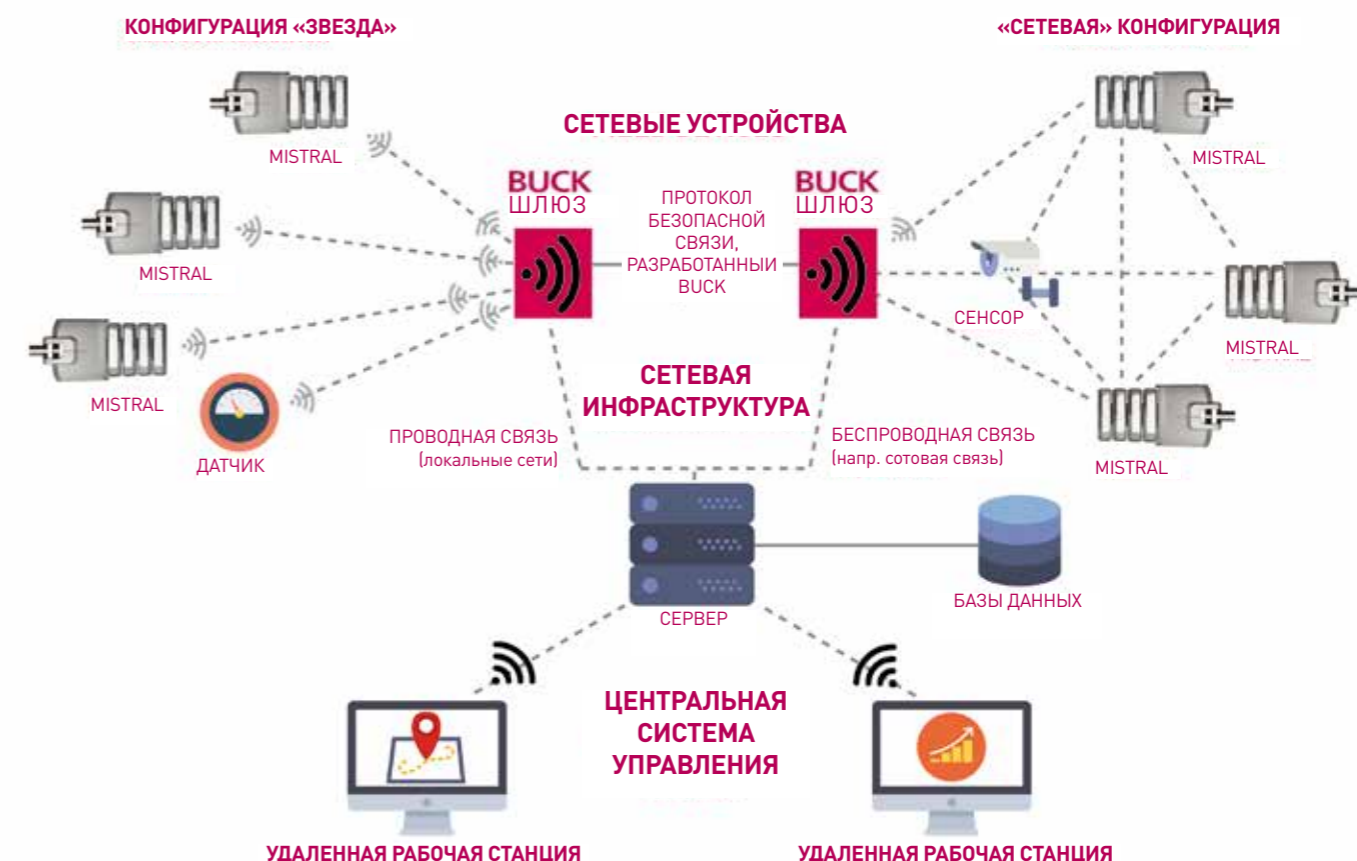 КОНФИГУРАЦИЯ «ЗВЕЗДА»
«СЕТЕВАЯ» КОНФИГУРАЦИЯ
СЕТЕВЫЕ УСТРОЙСТВА
MISTRAL
MISTRAL
MISTRAL
ДАТЧИК
BUCK
ШЛЮЗ
ПРОТОКОЛ
БЕЗОПАСНОЙ
СВЯЗИ,
РАЗРАБОТАННЫЙ
BUCK
BUCK
ШЛЮЗ
MISTRAL
СЕНСОР
MISTRAL
MISTRAL
СЕТЕВАЯ
ИНФРАСТРУКТУРА
ПРОВОДНАЯ СВЯЗЬ
(локальные сети)
БЕСПРОВОДНАЯ СВЯЗЬ
(напр. сотовая связь)
СЕРВЕР
БАЗЫ ДАННЫХ
ЦЕНТРАЛЬНАЯ
СИСТЕМА
УПРАВЛЕНИЯ
УДАЛЕННАЯ РАБОЧАЯ СТАНЦИЯ
УДАЛЕННАЯ РАБОЧАЯ СТАНЦИЯ